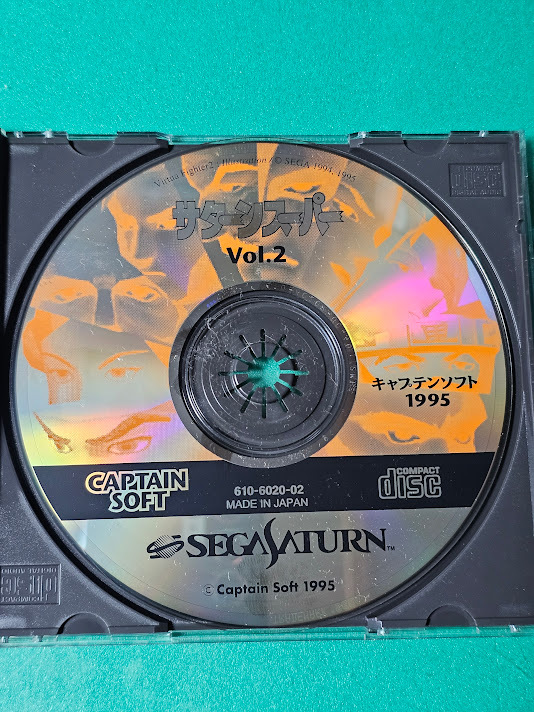 Virtua Fighter2 : Illustration / © SEGA 1994, 1995
サターンスーパー
Vol.2
キャプテンソフト
1995
CAPTAIN
SOFT
610-6020-02
MADE IN JAPAN
COMPACT
disc
SEGASATURN™
© Captain Soft 1995